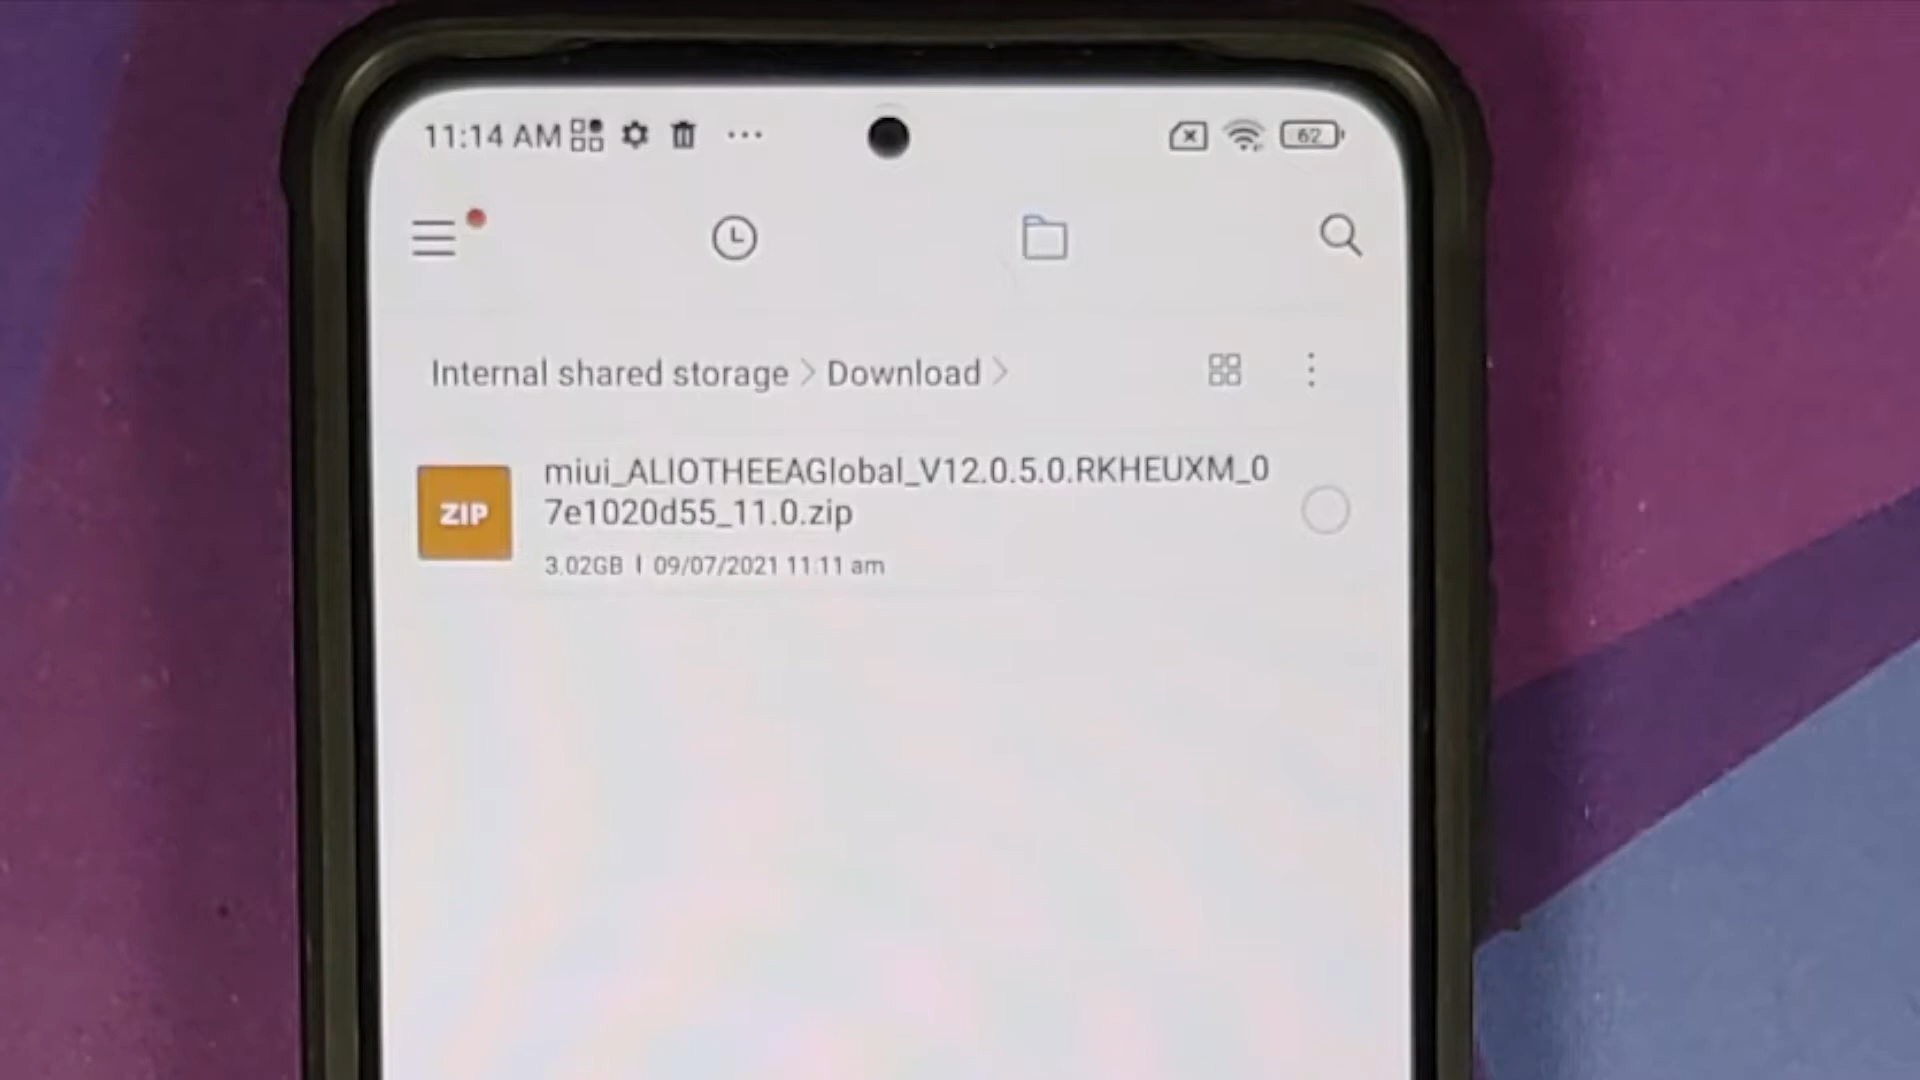 11:14 AM
62
Internal shared storage > Download >
ZIP
miui_ALIOTHEEAGlobal_V12.0.5.0.RKHEUXM_0
7e1020d55_11.0.zip
3.02GB | 09/07/2021 11:11 am